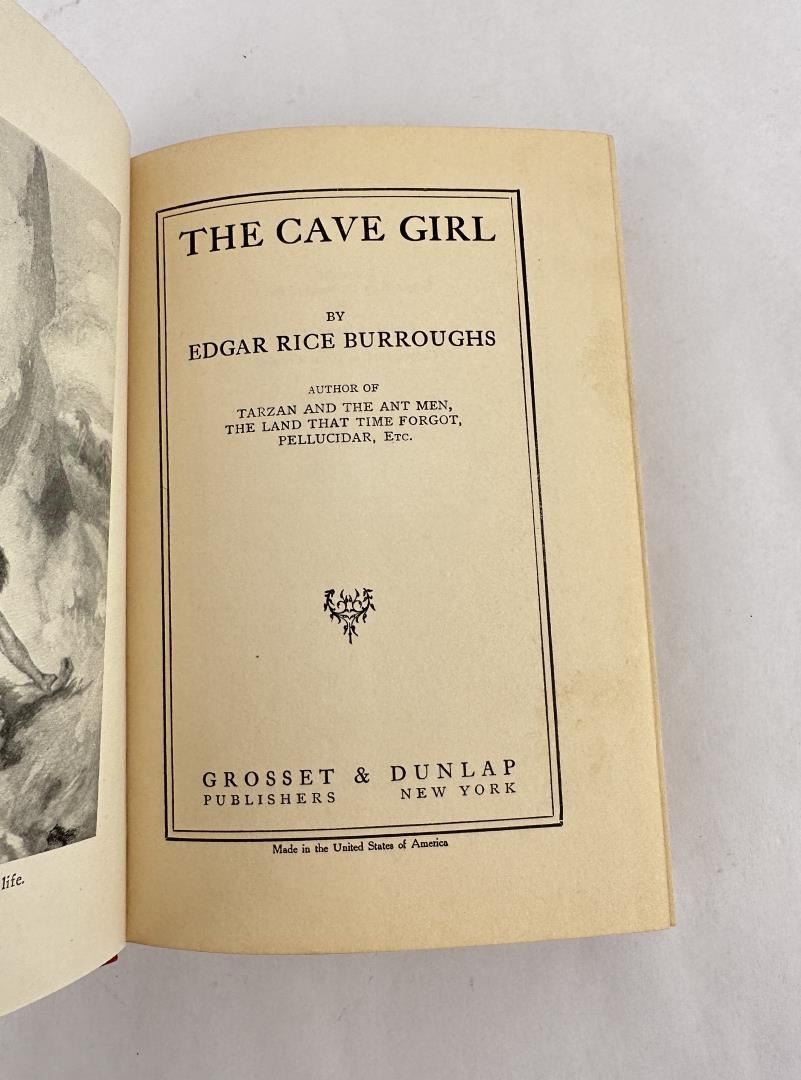 life.
THE CAVE GIRL
BY
EDGAR RICE BURROUGHS
AUTHOR OF
TARZAN AND THE ANT MEN,
THE LAND THAT TIME FORGOT,
PELLUCIDAR, Etc.
GROSSET & DUNLAP
PUBLISHERS NEW YORK
Made in the United States of America